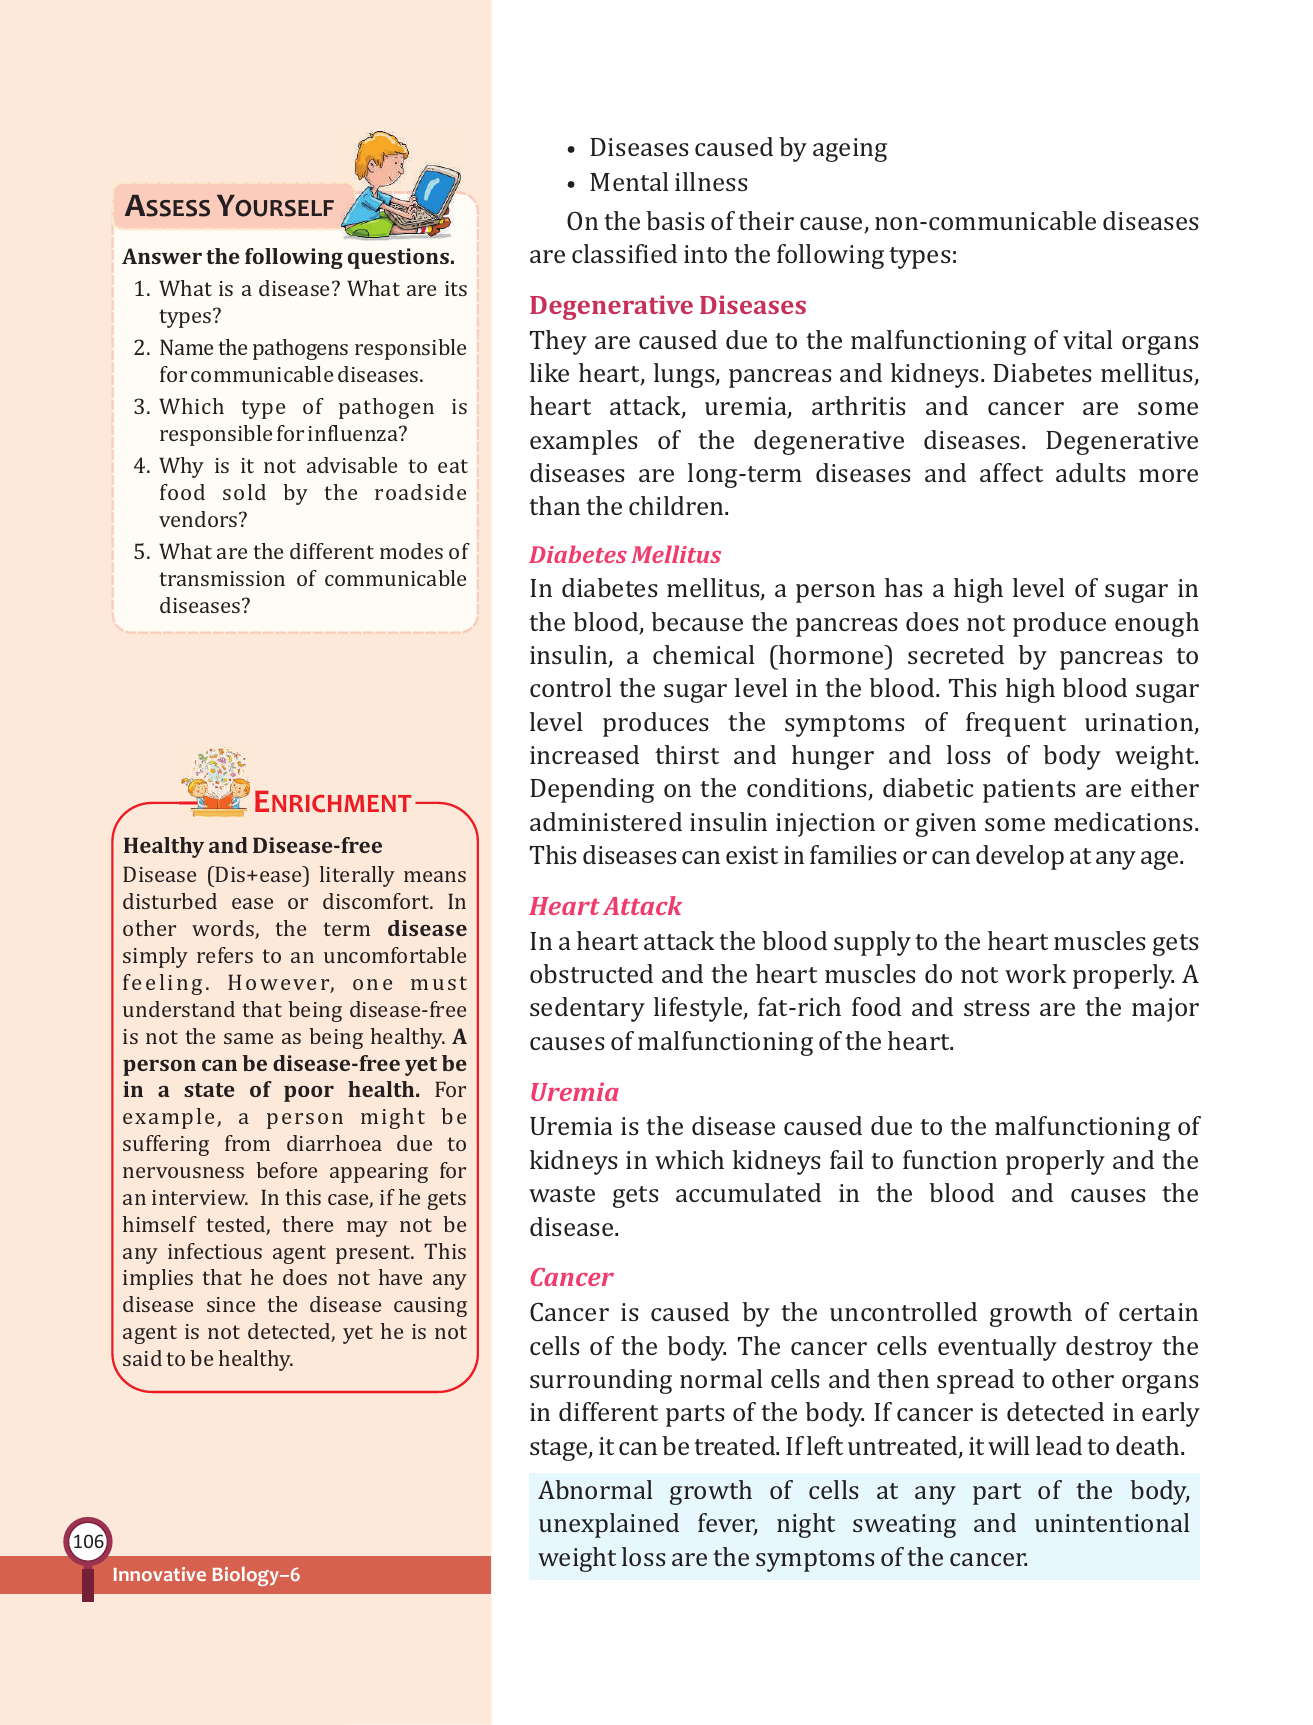 ASSESS YOURSELF
Answer the following questions.
1. What is a disease? What are its
types?
2. Name the pathogens responsible
for communicable diseases.
3. Which type of pathogen is
responsible for influenza?
4. Why is it not advisable to eat
food sold by the roadside
vendors?
5. What are the different modes of
transmission of communicable
diseases?
ENRICHMENT
Healthy and Disease-free
Disease (Dis+ease) literally means
disturbed ease or discomfort. In
other words, the term disease
simply refers to an uncomfortable
feeling. However, one must
understand that being disease-free
is not the same as being healthy. A
person can be disease-free yet be
in a state of poor health. For
example, a person might be
suffering from diarrhoea due to
nervousness before appearing for
an interview. In this case, if he gets
himself tested, there may not be
any infectious agent present. This
implies that he does not have any
disease since the disease causing
agent is not detected, yet he is not
said to be healthy.
• Diseases caused by ageing
• Mental illness
On the basis of their cause, non-communicable diseases
are classified into the following types:
Degenerative Diseases
They are caused due to the malfunctioning of vital organs
like heart, lungs, pancreas and kidneys. Diabetes mellitus,
heart attack, uremia, arthritis and cancer are some
examples of the degenerative diseases. Degenerative
diseases are long-term diseases and affect adults more
than the children.
Diabetes Mellitus
In diabetes mellitus, a person has a high level of sugar in
the blood, because the pancreas does not produce enough
insulin, a chemical (hormone) secreted by pancreas to
control the sugar level in the blood. This high blood sugar
level produces the symptoms of frequent urination,
increased thirst and hunger and loss of body weight.
Depending on the conditions, diabetic patients are either
administered insulin injection or given some medications.
This diseases can exist in families or can develop at any age.
Heart Attack
In a heart attack the blood supply to the heart muscles gets
obstructed and the heart muscles do not work properly. A
sedentary lifestyle, fat-rich food and stress are the major
causes of malfunctioning of the heart.
Uremia
Uremia is the disease caused due to the malfunctioning of
kidneys in which kidneys fail to function properly and the
waste gets accumulated in the blood and causes the
disease.
Cancer
Cancer is caused by the uncontrolled growth of certain
cells of the body. The cancer cells eventually destroy the
surrounding normal cells and then spread to other organs
in different parts of the body. If cancer is detected in early
stage, it can be treated. If left untreated, it will lead to death.
Abnormal growth of cells at any part of the body,
unexplained fever, night sweating and unintentional
weight loss are the symptoms of the cancer.
106
Innovative Biology–6